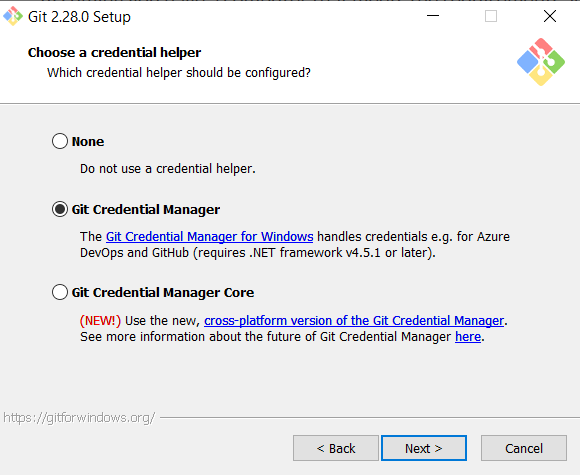 Git 2.28.0 Setup
Choose a credential helper
Which credential helper should be configured?
None
Do not use a credential helper.
Git Credential Manager
The Git Credential Manager for Windows handles credentials e.g. for Azure
DevOps and GitHub (requires .NET framework v4.5.1 or later).
Git Credential Manager Core
(NEW!) Use the new, cross-platform version of the Git Credential Manager.
See more information about the future of Git Credential Manager here.
https://gitforwindows.org/
< Back
Next >
Cancel